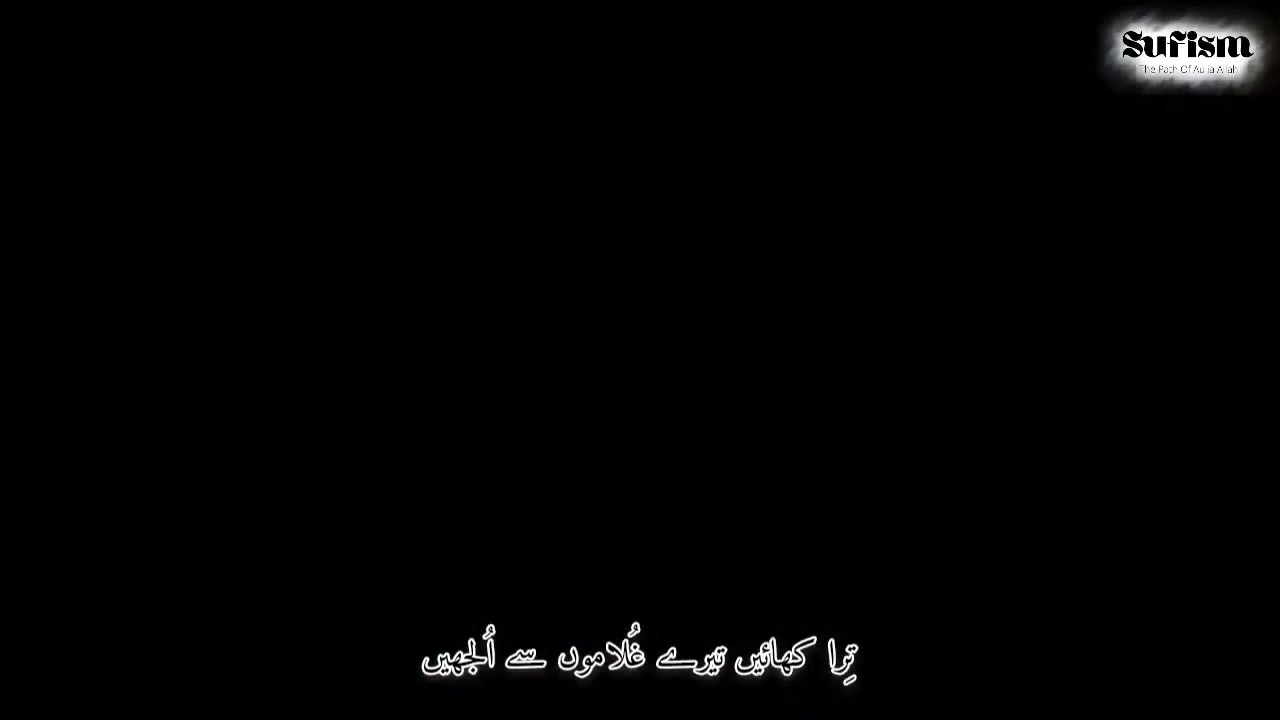 Sufism
The Path Of Aulia Allah
تِرا کھائیں تیرے غُلاموں سے اُلجھیں